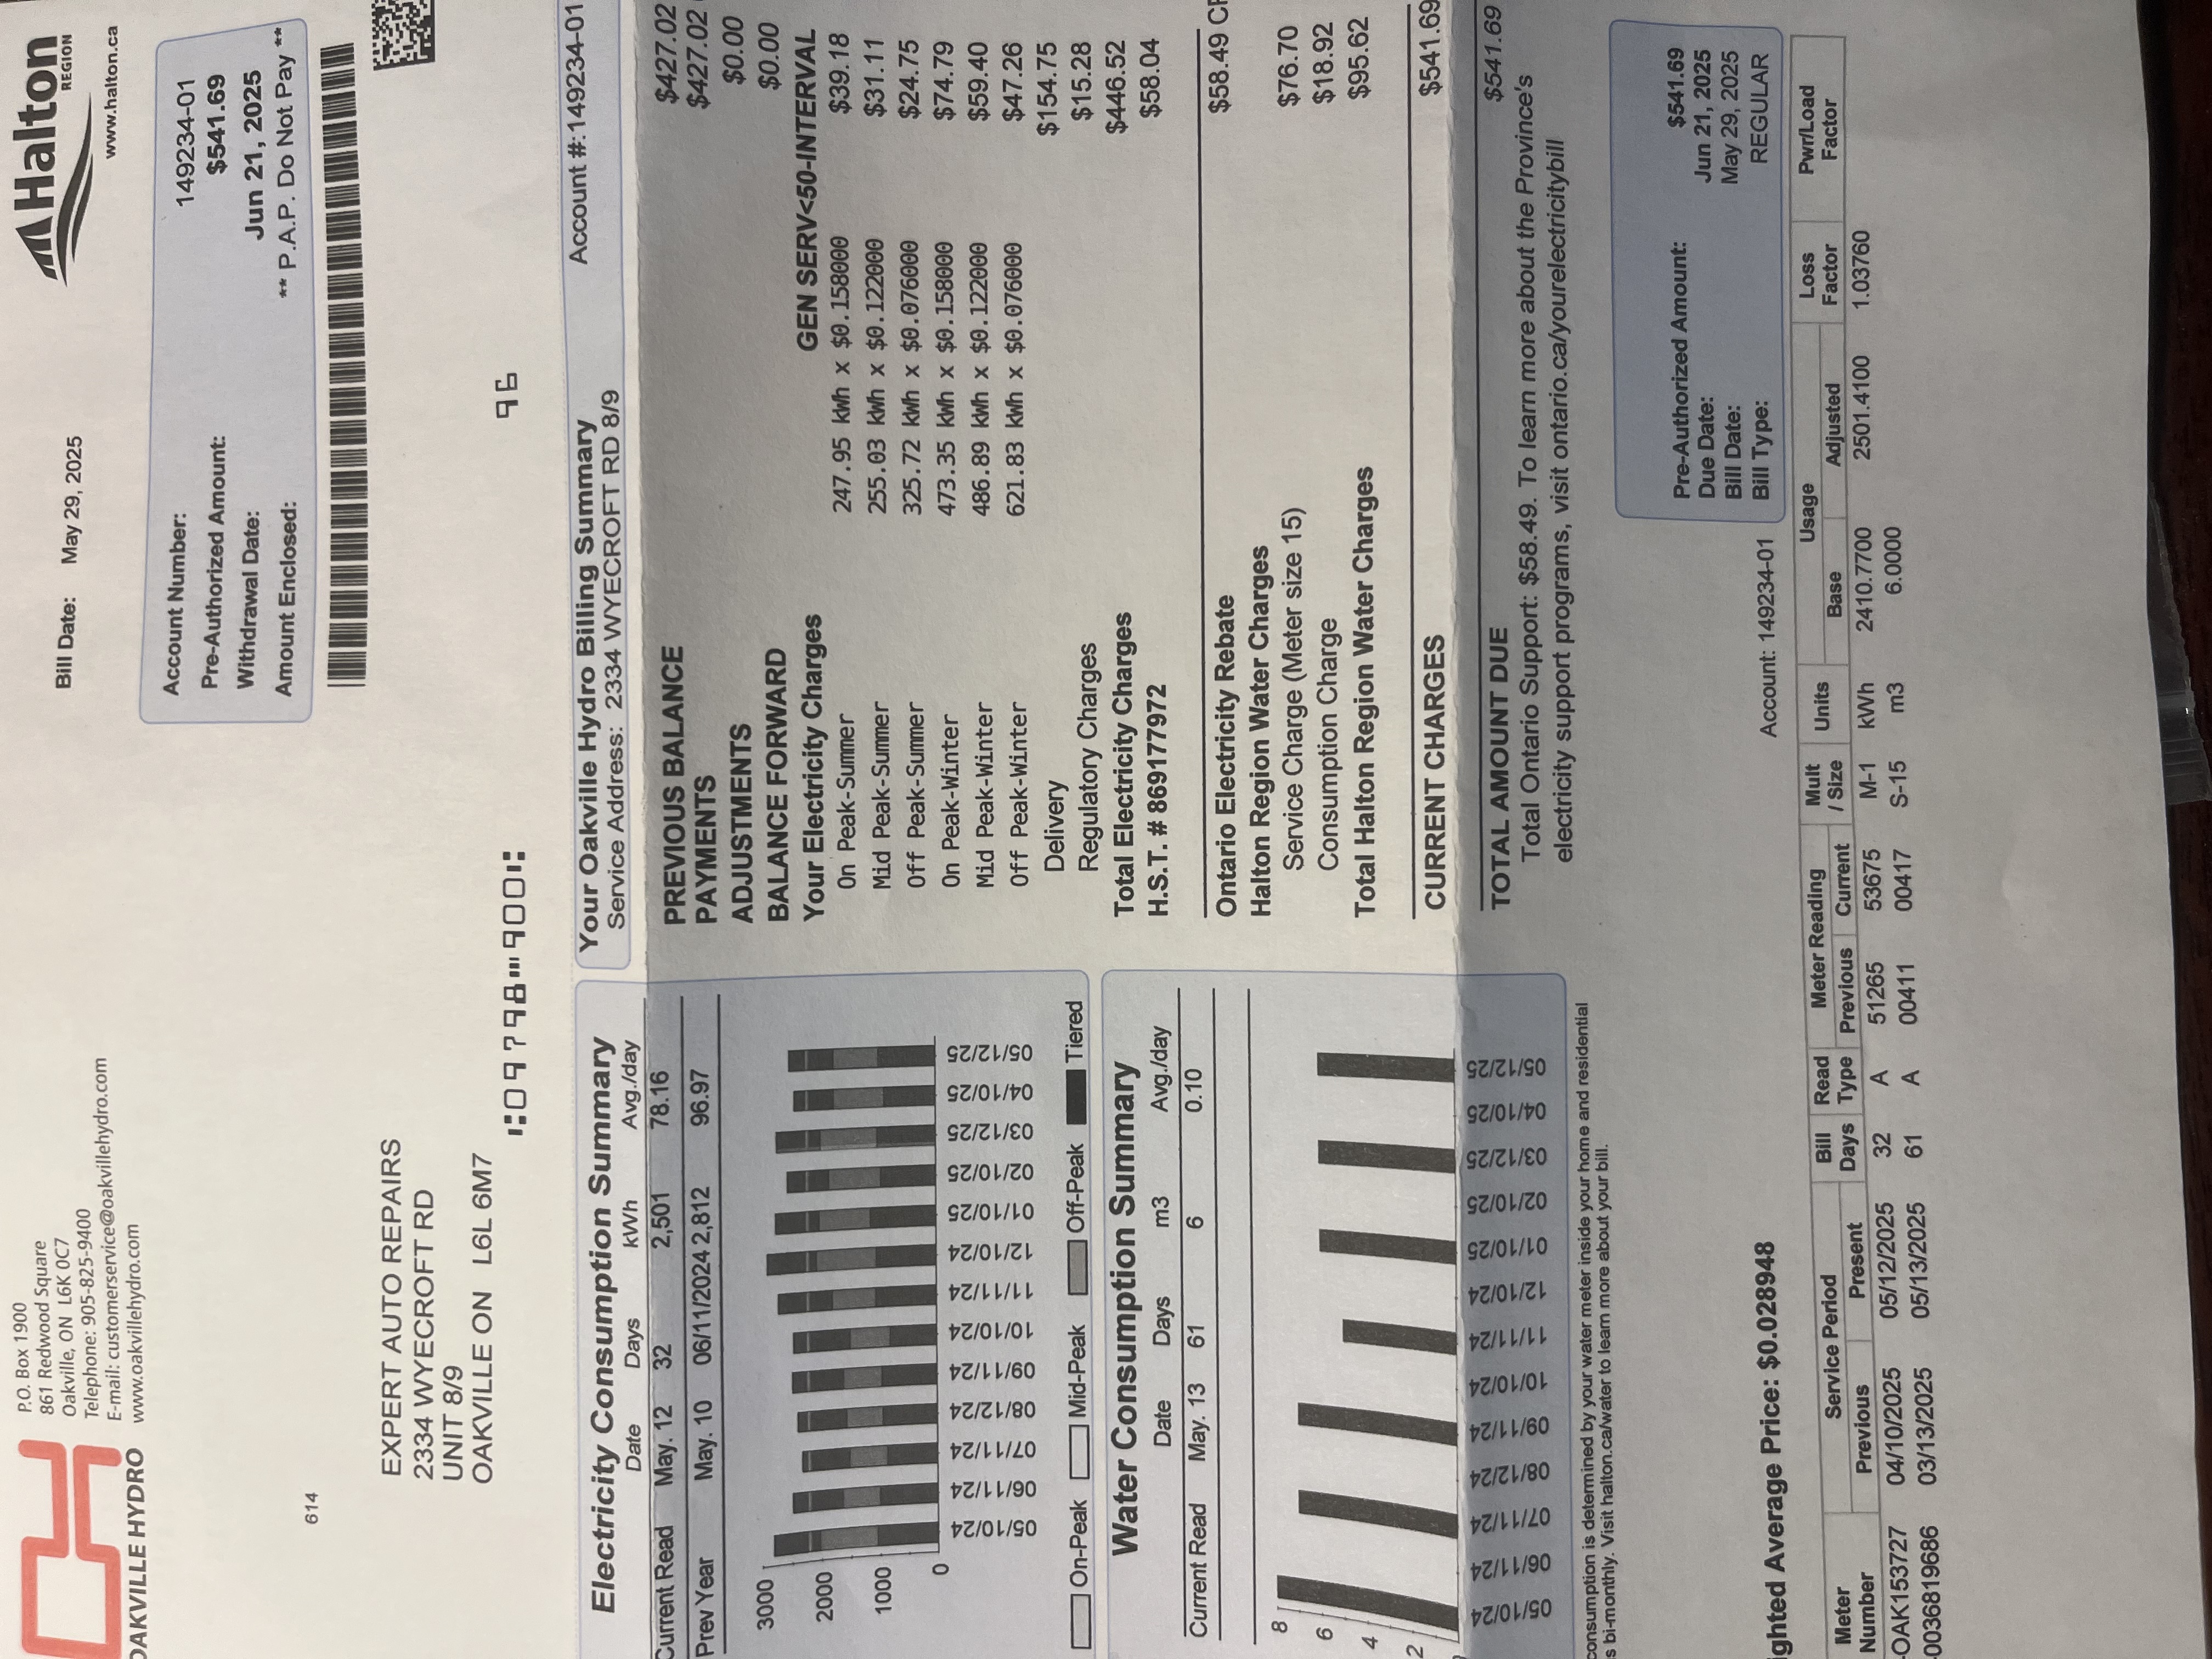 OAKVILLE HYDRO
P.O. Box 1900
861 Redwood Square
Oakville, ON L6K 0C7
Telephone: 905-825-9400
E-mail: customerservice@oakvillehydro.com
www.oakvillehydro.com
Bill Date: May 29, 2025
Halton
REGION
www.halton.ca
Account Number: 149234-01
Pre-Authorized Amount: $541.69
Withdrawal Date: Jun 21, 2025
Amount Enclosed: ** P.A.P. Do Not Pay **
614
EXPERT AUTO REPAIRS
2334 WYECROFT RD
UNIT 8/9
OAKVILLE ON L6L 6M7
⑆09798⑉900⑆ 96
Electricity Consumption Summary
Date Days kWh Avg./day
Current Read May. 12 32 2,501 78.16
Prev Year May. 10 06/11/2024 2,812 96.97
3000
2000
1000
0
05/10/24 06/11/24 07/11/24 08/12/24 09/11/24 10/10/24 11/11/24 12/10/24 01/10/25 02/10/25 03/12/25 04/10/25 05/12/25
On-Peak Mid-Peak Off-Peak Tiered
Water Consumption Summary
Date Days m3 Avg./day
Current Read May. 13 61 6 0.10
8
6
4
2
05/10/24 06/11/24 07/11/24 08/12/24 09/11/24 10/10/24 11/11/24 12/10/24 01/10/25 02/10/25 03/12/25 04/10/25 05/12/25
consumption is determined by your water meter inside your home and residential
s bi-monthly. Visit halton.ca/water to learn more about your bill.
Your Oakville Hydro Billing Summary Account #:149234-01
Service Address: 2334 WYECROFT RD 8/9
PREVIOUS BALANCE $427.02
PAYMENTS $427.02
ADJUSTMENTS $0.00
BALANCE FORWARD $0.00
Your Electricity Charges GEN SERV<50-INTERVAL
On Peak-Summer 247.95 kWh x $0.158000 $39.18
Mid Peak-Summer 255.03 kWh x $0.122000 $31.11
Off Peak-Summer 325.72 kWh x $0.076000 $24.75
On Peak-Winter 473.35 kWh x $0.158000 $74.79
Mid Peak-Winter 486.89 kWh x $0.122000 $59.40
Off Peak-Winter 621.83 kWh x $0.076000 $47.26
Delivery $154.75
Regulatory Charges $15.28
Total Electricity Charges $446.52
H.S.T. # 869177972 $58.04
Ontario Electricity Rebate $58.49
Halton Region Water Charges
Service Charge (Meter size 15) $76.70
Consumption Charge $18.92
Total Halton Region Water Charges $95.62
CURRENT CHARGES $541.69
TOTAL AMOUNT DUE $541.69
Total Ontario Support: $58.49. To learn more about the Province's
electricity support programs, visit ontario.ca/yourelectricitybill
Pre-Authorized Amount: $541.69
Due Date: Jun 21, 2025
Bill Date: May 29, 2025
Bill Type: REGULAR
ighted Average Price: $0.028948
Account: 149234-01
Meter Number Service Period Bill Days Read Type Meter Reading Mult / Size Units Usage Loss Factor Pwr/Load Factor
Previous Present Previous Current Base Adjusted
-OAK153727 04/10/2025 05/12/2025 32 A 51265 53675 M-1 kWh 2410.7700 2501.4100 1.03760
-0036819686 03/13/2025 05/13/2025 61 A 00411 00417 S-15 m3 6.0000